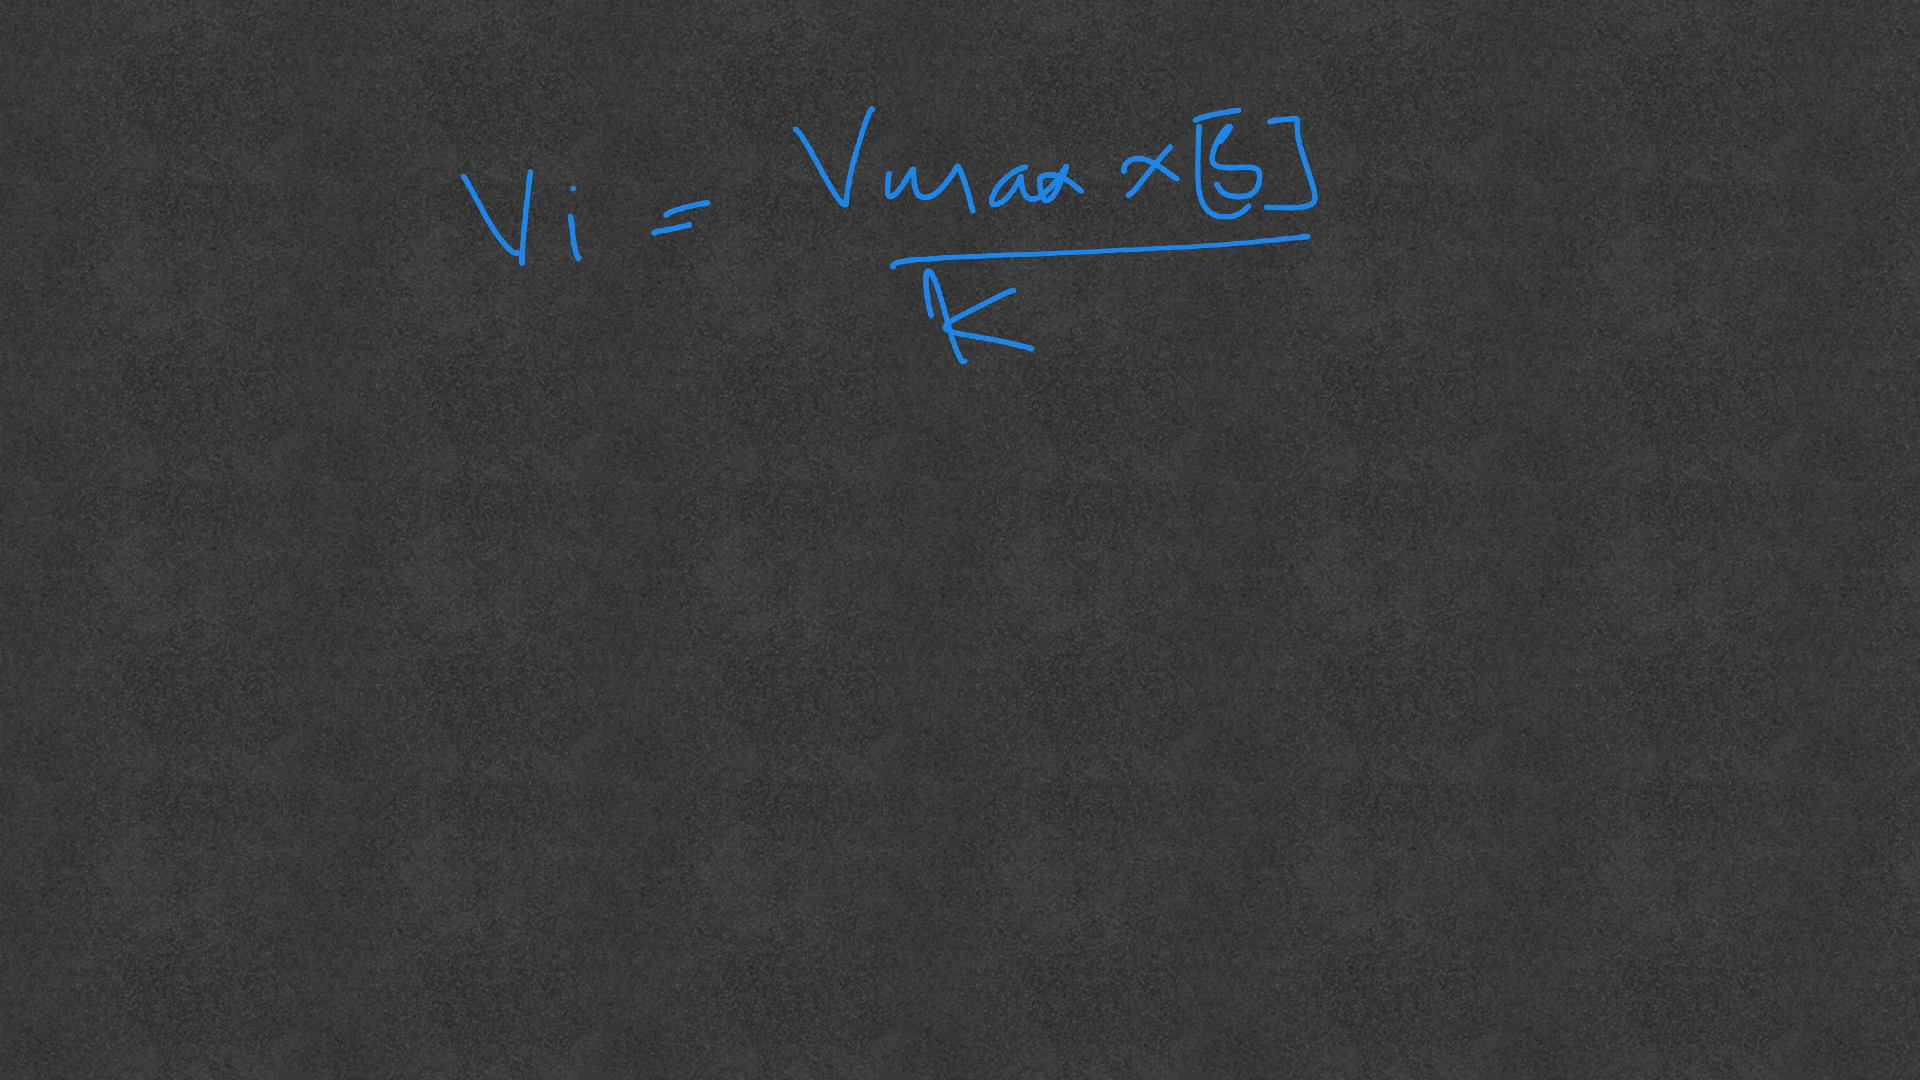 Vi = Vmax x [S]
K